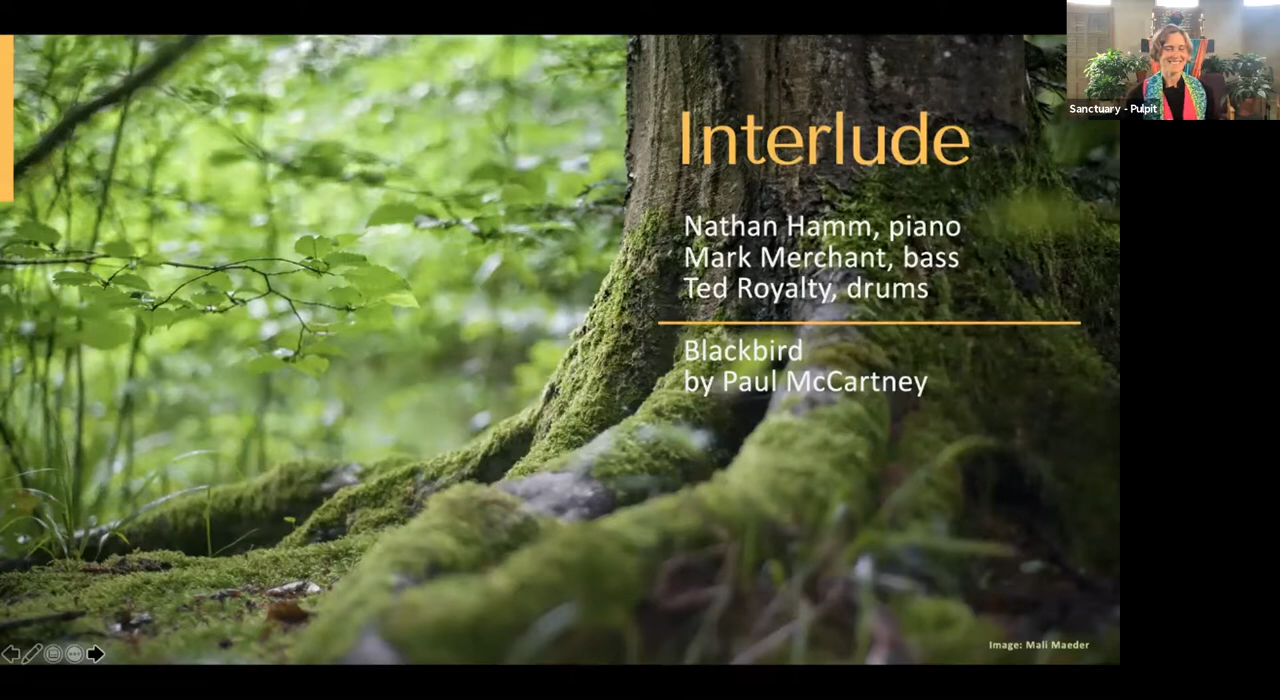 Interlude
Nathan Hamm, piano
Mark Merchant, bass
Ted Royalty, drums
Blackbird
by Paul McCartney
Image: Mali Maeder
Sanctuary - Pulpit